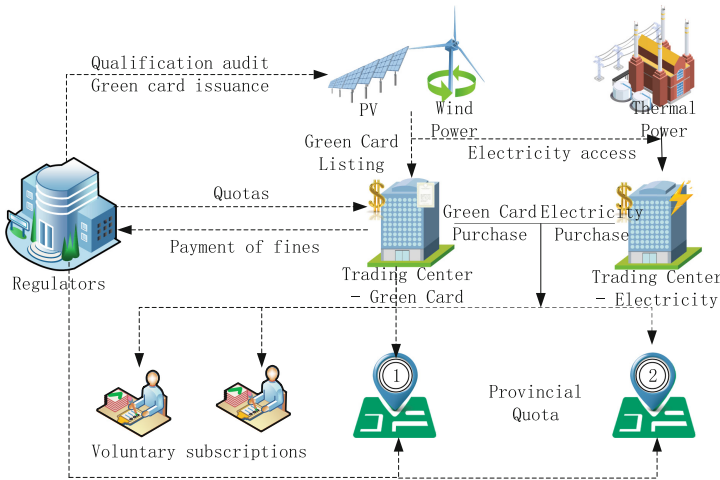 Qualification audit
Green card issuance
PV
Wind
Power
Thermal
Power
Green Card
Listing
Electricity access
Quotas
Payment of fines
Green Card
Purchase
Electricity
Purchase
Regulators
Trading Center
- Green Card
Trading Center
- Electricity
1
2
Provincial
Quota
Voluntary subscriptions